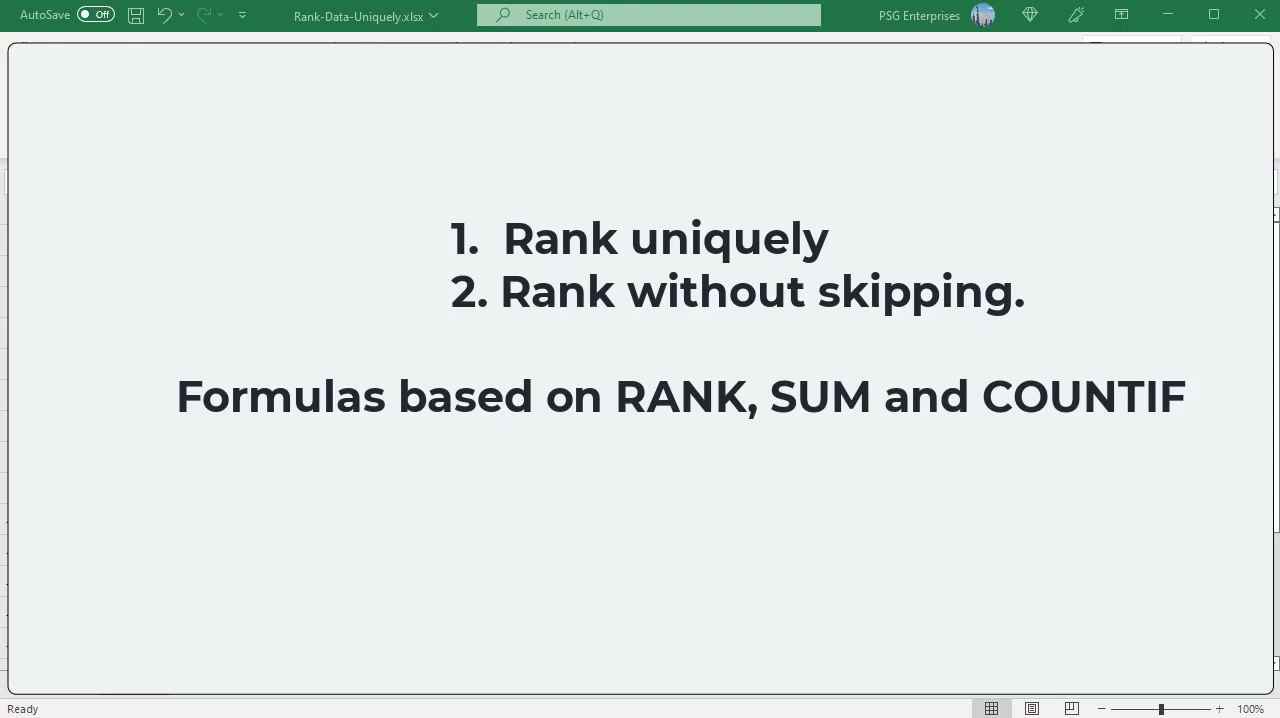 AutoSave Off Rank-Data-Uniquely.xlsx Search (Alt+Q) PSG Enterprises
1. Rank uniquely
2. Rank without skipping.
Formulas based on RANK, SUM and COUNTIF
Ready 100%